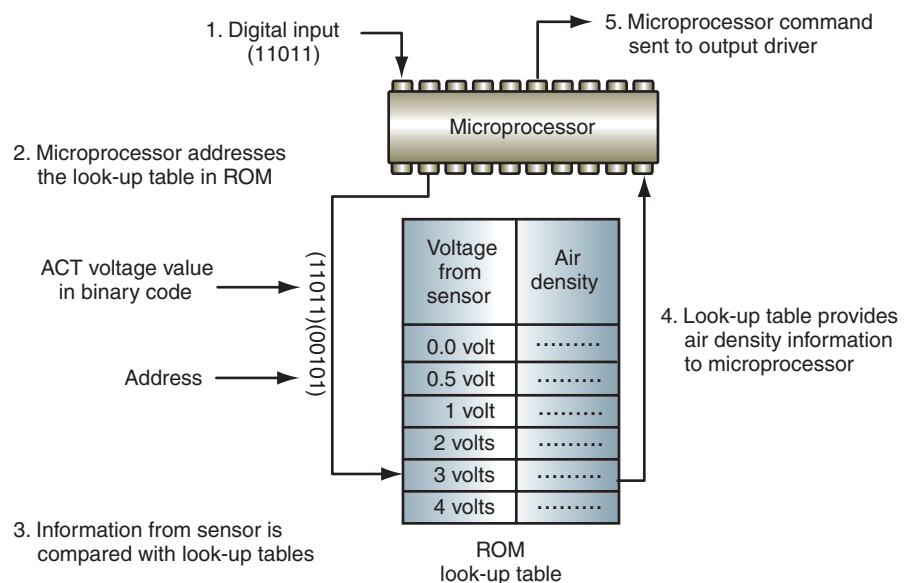 1. Digital input
(11011)
5. Microprocessor command
sent to output driver
Microprocessor
2. Microprocessor addresses
the look-up table in ROM
ACT voltage value
in binary code
Address
(11011)(00101)
Voltage
from
sensor
Air
density
0.0 volt .........
0.5 volt .........
1 volt .........
2 volts .........
3 volts .........
4 volts .........
4. Look-up table provides
air density information
to microprocessor
3. Information from sensor is
compared with look-up tables
ROM
look-up table